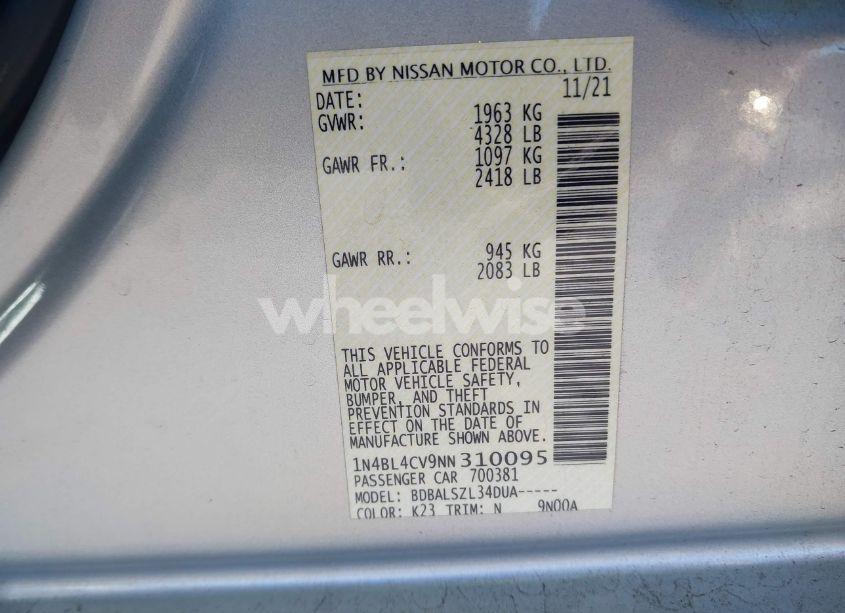 MFD BY NISSAN MOTOR CO., LTD.
DATE: 11/21
GVWR: 1963 KG
4328 LB
GAWR FR.: 1097 KG
2418 LB
GAWR RR.: 945 KG
2083 LB
wheelwise
THIS VEHICLE CONFORMS TO
ALL APPLICABLE FEDERAL
MOTOR VEHICLE SAFETY,
BUMPER, AND THEFT
PREVENTION STANDARDS IN
EFFECT ON THE DATE OF
MANUFACTURE SHOWN ABOVE.
1N4BL4CV9NN310095
PASSENGER CAR 700381
MODEL: BDBALSZL34DUA-----
COLOR: K23 TRIM: N 9N00A